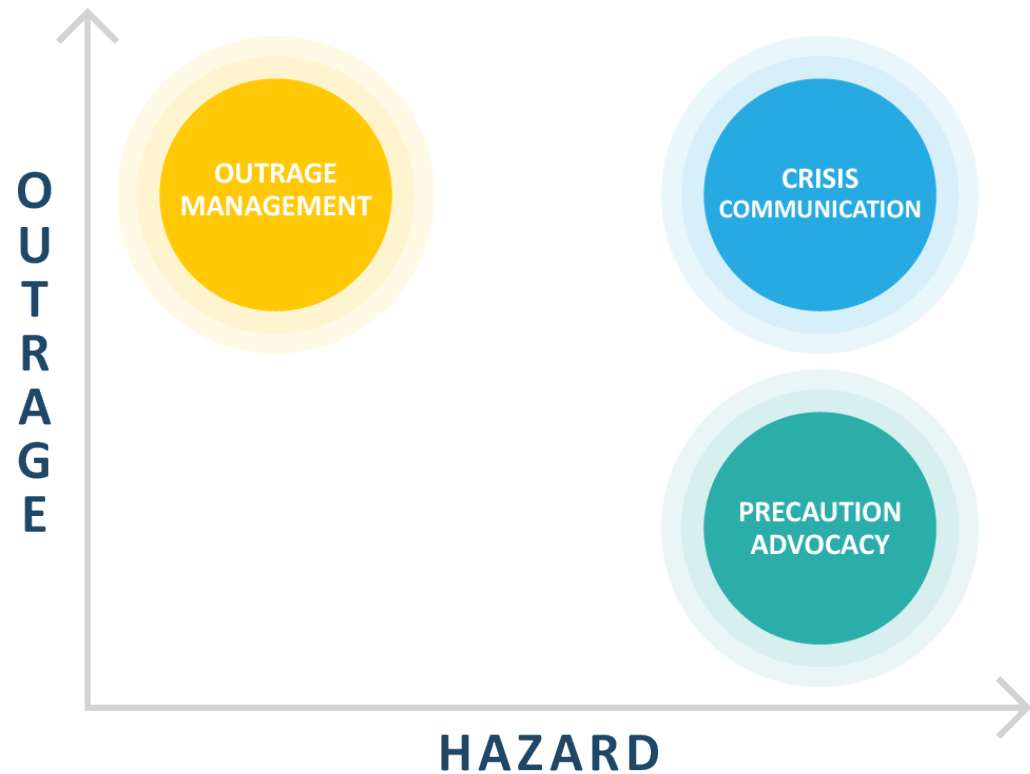 OUTRAGE
OUTRAGE
MANAGEMENT
CRISIS
COMMUNICATION
PRECAUTION
ADVOCACY
HAZARD